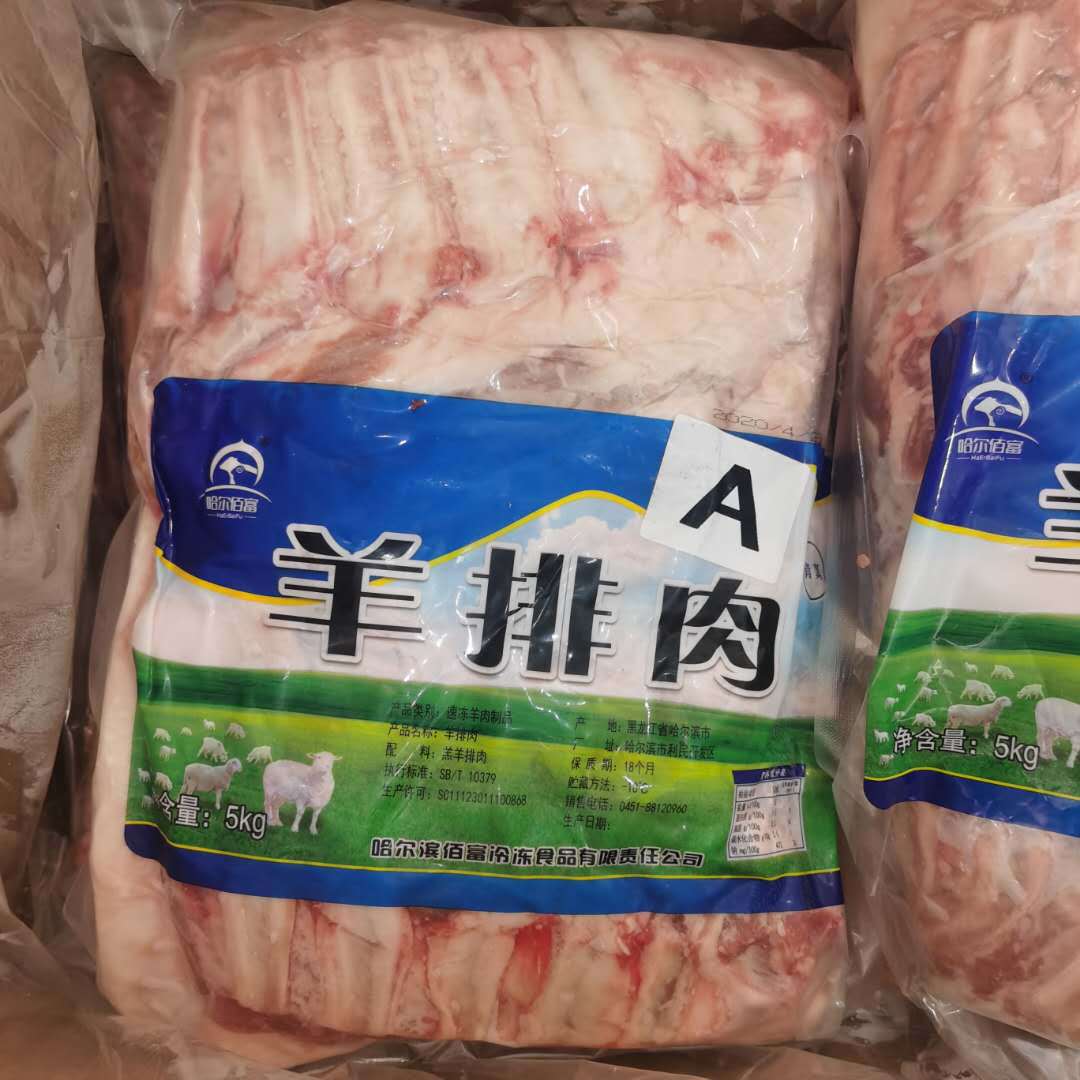 2020/4/
A
哈尔佰富
HaErBaiFu
羊排肉
清真
产品类别：速冻羊肉制品
产品名称：羊排肉
配 料：羔羊排肉
执行标准：SB/T 10379
生产许可：SC01123011100868
产 地：黑龙江省哈尔滨市
厂 址：哈尔滨市利民开发区
保 质 期：18个月
贮藏方法：-18℃
销售电话：0451-88120960
生产日期：
含量：5kg
哈尔滨佰富冷冻食品有限责任公司
哈尔佰富
HaErBaiFu
净含量：5kg